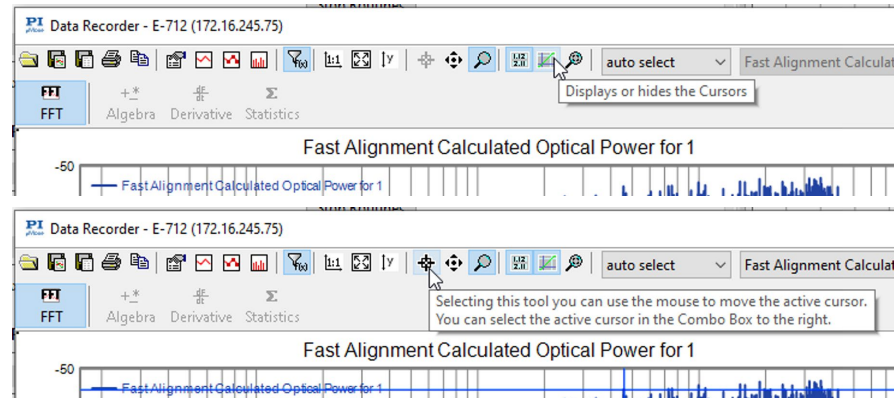 PI Data Recorder - E-712 (172.16.245.75)
f(x) 1:1 y auto select Fast Alignment Calculat
Displays or hides the Cursors
FFT +-* Σ
FFT Algebra Derivative Statistics
Fast Alignment Calculated Optical Power for 1
-50
Fast Alignment Calculated Optical Power for 1
PI Data Recorder - E-712 (172.16.245.75)
f(x) 1:1 y auto select Fast Alignment Calculat
Selecting this tool you can use the mouse to move the active cursor.
You can select the active cursor in the Combo Box to the right.
FFT +-* Σ
FFT Algebra Derivative Statistics
Fast Alignment Calculated Optical Power for 1
-50
Fast Alignment Calculated Optical Power for 1